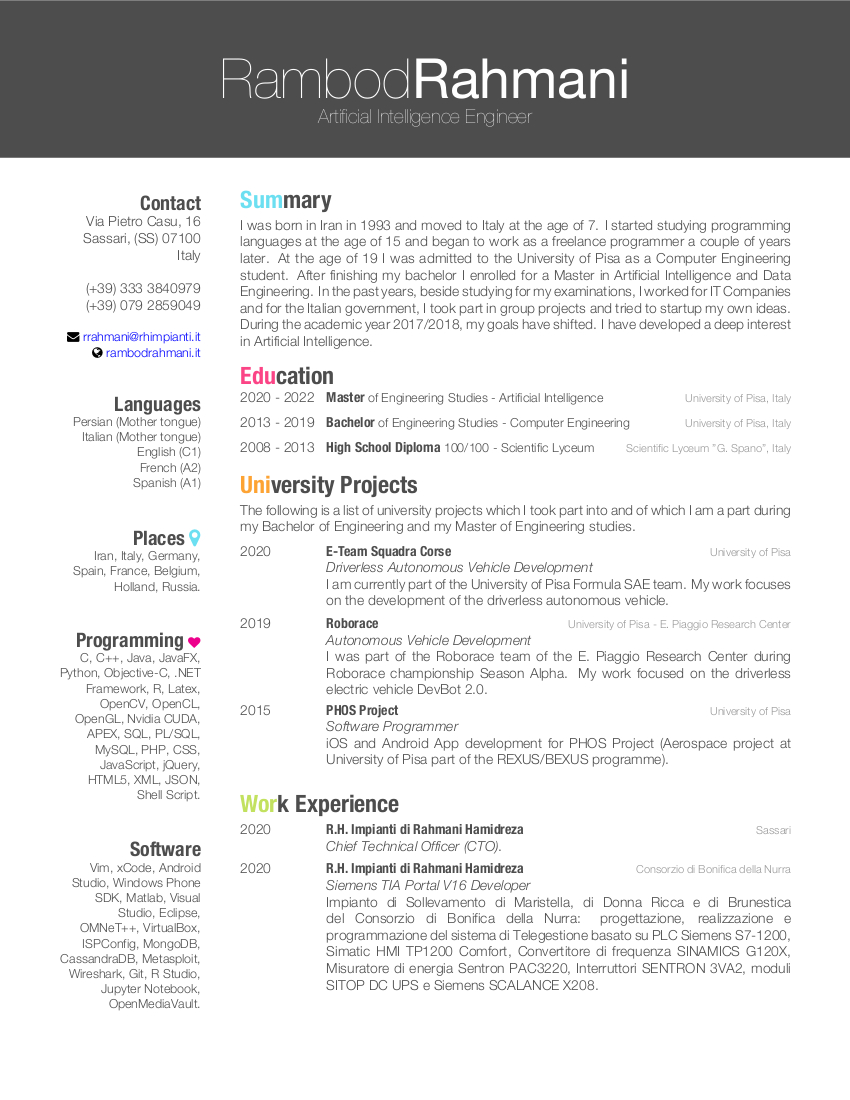 RambodRahmani
Artificial Intelligence Engineer
Contact
Via Pietro Casu, 16
Sassari, (SS) 07100
Italy
(+39) 333 3840979
(+39) 079 2859049
rrahmani@rhimpianti.it
rambodrahmani.it
Languages
Persian (Mother tongue)
Italian (Mother tongue)
English (C1)
French (A2)
Spanish (A1)
Places
Iran, Italy, Germany,
Spain, France, Belgium,
Holland, Russia.
Programming
C, C++, Java, JavaFX,
Python, Objective-C, .NET
Framework, R, Latex,
OpenCV, OpenCL,
OpenGL, Nvidia CUDA,
APEX, SQL, PL/SQL,
MySQL, PHP, CSS,
JavaScript, jQuery,
HTML5, XML, JSON,
Shell Script.
Software
Vim, xCode, Android
Studio, Windows Phone
SDK, Matlab, Visual
Studio, Eclipse,
OMNeT++, VirtualBox,
ISPConfig, MongoDB,
CassandraDB, Metasploit,
Wireshark, Git, R Studio,
Jupyter Notebook,
OpenMediaVault.
Summary
I was born in Iran in 1993 and moved to Italy at the age of 7. I started studying programming
languages at the age of 15 and began to work as a freelance programmer a couple of years
later. At the age of 19 I was admitted to the University of Pisa as a Computer Engineering
student. After finishing my bachelor I enrolled for a Master in Artificial Intelligence and Data
Engineering. In the past years, beside studying for my examinations, I worked for IT Companies
and for the Italian government, I took part in group projects and tried to startup my own ideas.
During the academic year 2017/2018, my goals have shifted. I have developed a deep interest
in Artificial Intelligence.
Education
2020 - 2022 Master of Engineering Studies - Artificial Intelligence University of Pisa, Italy
2013 - 2019 Bachelor of Engineering Studies - Computer Engineering University of Pisa, Italy
2008 - 2013 High School Diploma 100/100 - Scientific Lyceum Scientific Lyceum "G. Spano", Italy
University Projects
The following is a list of university projects which I took part into and of which I am a part during
my Bachelor of Engineering and my Master of Engineering studies.
2020 E-Team Squadra Corse University of Pisa
Driverless Autonomous Vehicle Development
I am currently part of the University of Pisa Formula SAE team. My work focuses
on the development of the driverless autonomous vehicle.
2019 Roborace University of Pisa - E. Piaggio Research Center
Autonomous Vehicle Development
I was part of the Roborace team of the E. Piaggio Research Center during
Roborace championship Season Alpha. My work focused on the driverless
electric vehicle DevBot 2.0.
2015 PHOS Project University of Pisa
Software Programmer
iOS and Android App development for PHOS Project (Aerospace project at
University of Pisa part of the REXUS/BEXUS programme).
Work Experience
2020 R.H. Impianti di Rahmani Hamidreza Sassari
Chief Technical Officer (CTO).
2020 R.H. Impianti di Rahmani Hamidreza Consorzio di Bonifica della Nurra
Siemens TIA Portal V16 Developer
Impianto di Sollevamento di Maristella, di Donna Ricca e di Brunestica
del Consorzio di Bonifica della Nurra: progettazione, realizzazione e
programmazione del sistema di Telegestione basato su PLC Siemens S7-1200,
Simatic HMI TP1200 Comfort, Convertitore di frequenza SINAMICS G120X,
Misuratore di energia Sentron PAC3220, Interruttori SENTRON 3VA2, moduli
SITOP DC UPS e Siemens SCALANCE X208.